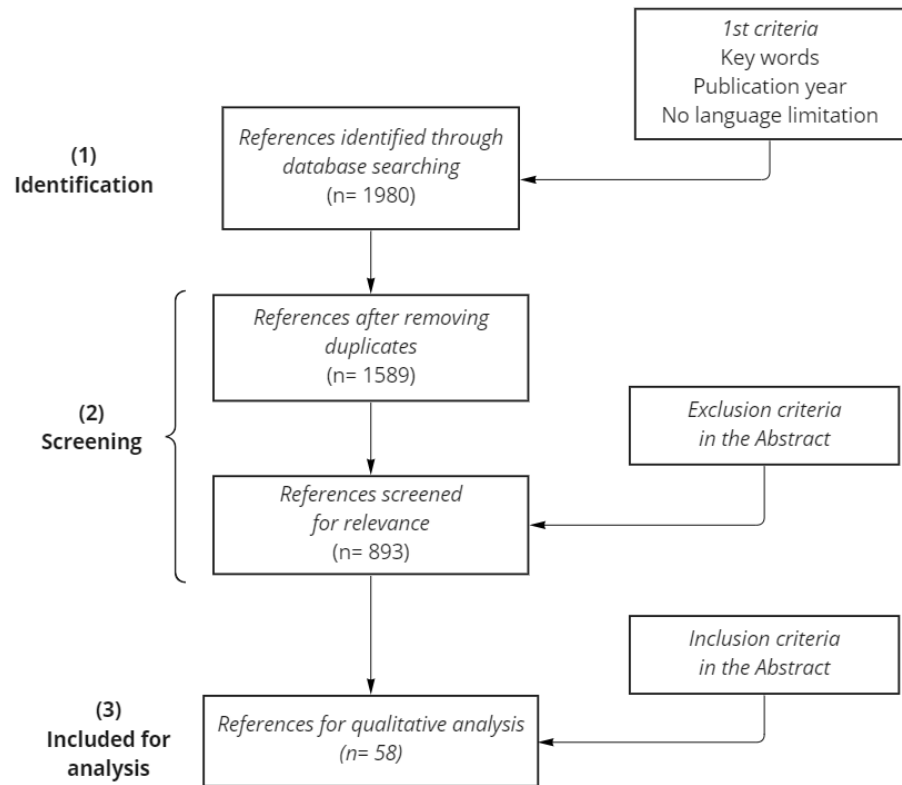 1st criteria
Key words
Publication year
No language limitation
(1)
Identification
References identified through
database searching
(n= 1980)
References after removing
duplicates
(n= 1589)
(2)
Screening
Exclusion criteria
in the Abstract
References screened
for relevance
(n= 893)
Inclusion criteria
in the Abstract
(3)
Included for
analysis
References for qualitative analysis
(n= 58)